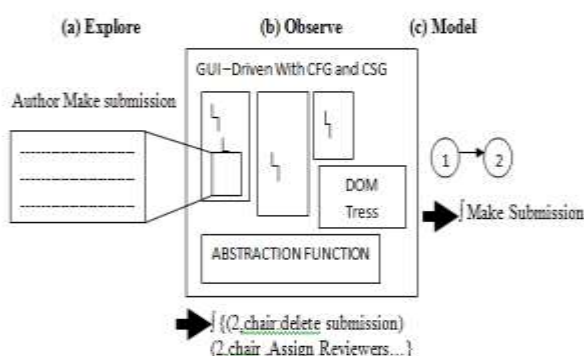 (a) Explore
(b) Observe
(c) Model
GUI-Driven With CFG and CSG
Author Make submission
DOM
Tress
1
2
∫Make Submission
ABSTRACTION FUNCTION
∫{(2,chair:delete submission)
(2,chair .Assign Reviewers...}